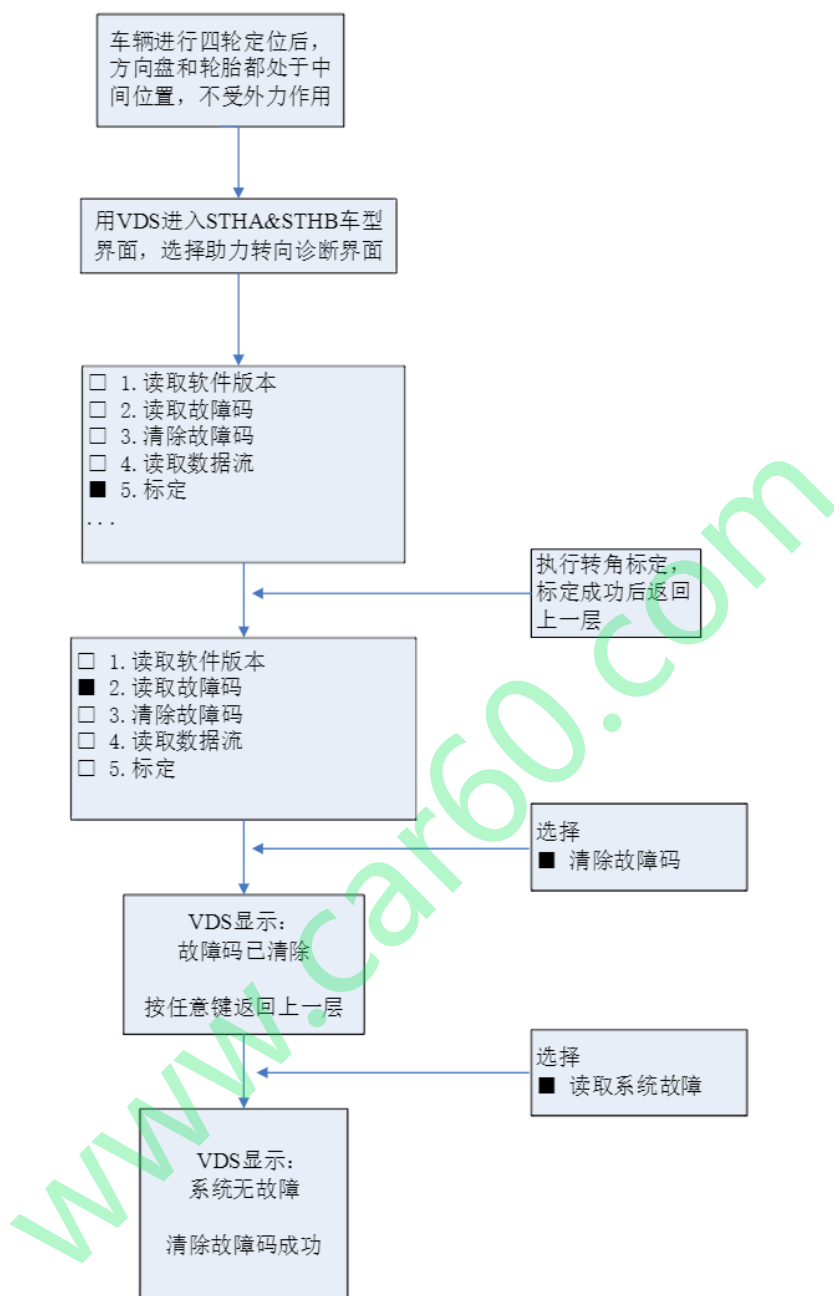 车辆进行四轮定位后，
方向盘和轮胎都处于中
间位置，不受外力作用
用VDS进入STHA&STHB车型
界面，选择助力转向诊断界面
□ 1.读取软件版本
□ 2.读取故障码
□ 3.清除故障码
□ 4.读取数据流
■ 5.标定
...
执行转角标定，
标定成功后返回
上一层
□ 1.读取软件版本
■ 2.读取故障码
□ 3.清除故障码
□ 4.读取数据流
□ 5.标定
选择
■ 清除故障码
VDS显示：
故障码已清除
按任意键返回上一层
选择
■ 读取系统故障
VDS显示：
系统无故障
清除故障码成功
www.car60.com